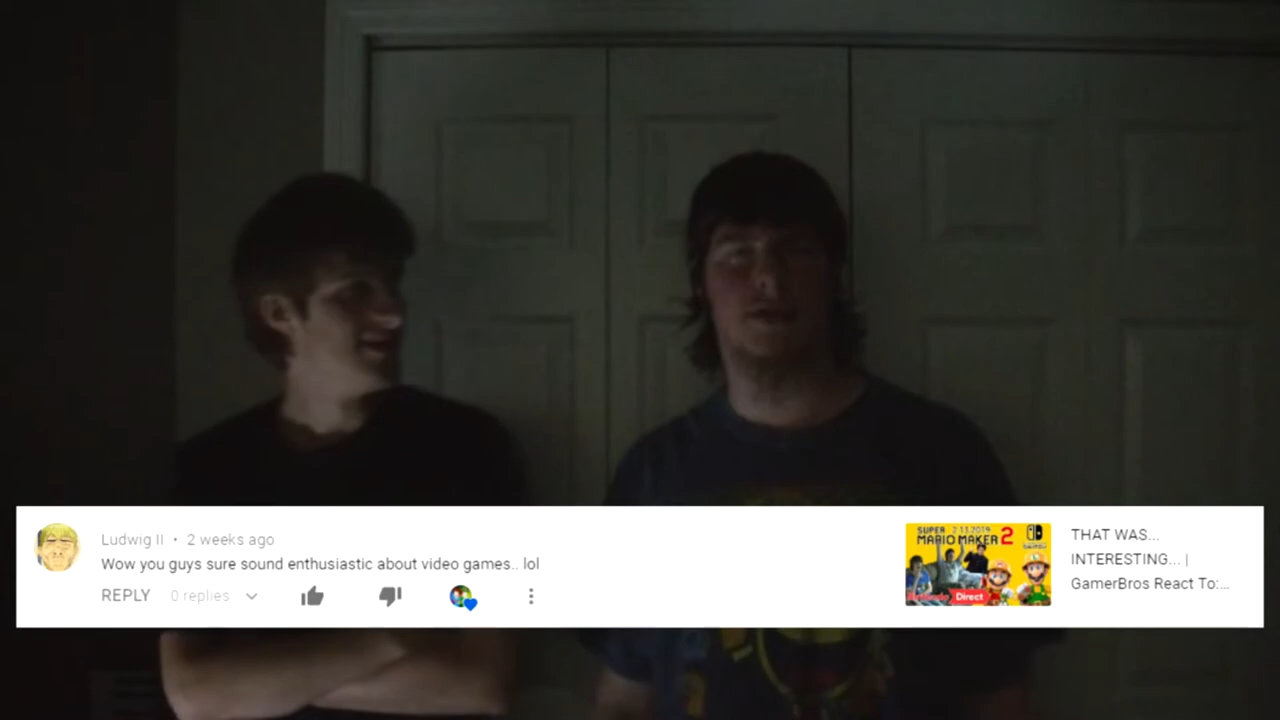 Ludwig II • 2 weeks ago
Wow you guys sure sound enthusiastic about video games.. lol
REPLY 0 replies
SUPER 2.13.2019
MARIO MAKER 2
Nintendo Direct
THAT WAS...
INTERESTING... |
GamerBros React To:...